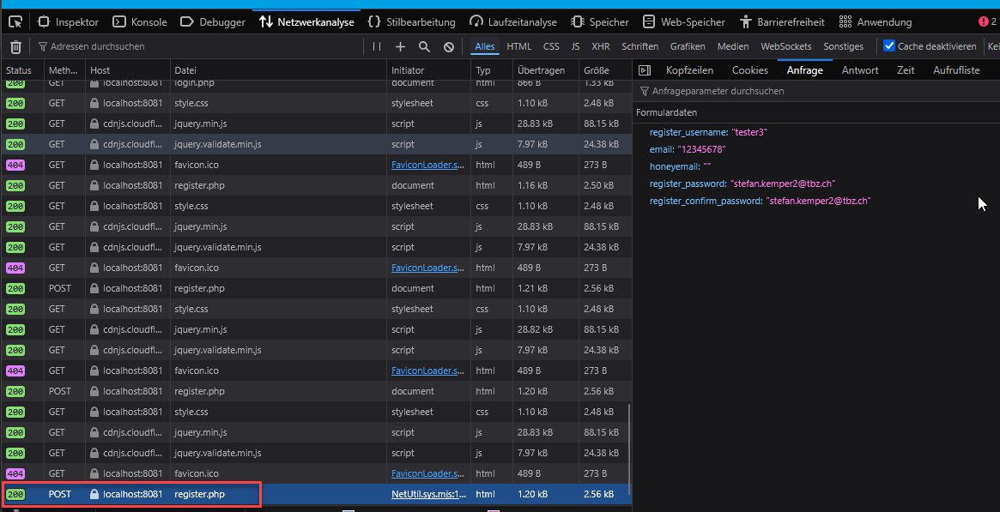 Inspektor Konsole Debugger Netzwerkanalyse Stilbearbeitung Laufzeitanalyse Speicher Web-Speicher Barrierefreiheit Anwendung 2
Adressen durchsuchen Alles HTML CSS JS XHR Schriften Grafiken Medien WebSockets Sonstiges Cache deaktivieren Kei
Status Meth... Host Datei Initiator Typ Übertragen Größe
Kopfzeilen Cookies Anfrage Antwort Zeit Aufrufliste
Anfrageparameter durchsuchen
Formulardaten
register_username: "tester3"
email: "12345678"
honeyemail: ""
register_password: "stefan.kemper2@tbz.ch"
register_confirm_password: "stefan.kemper2@tbz.ch"
200 GET localhost:8081 login.php document html 866 B 1.33 kB
200 GET localhost:8081 style.css stylesheet css 1.10 kB 2.48 kB
200 GET cdnjs.cloudfl... jquery.min.js script js 28.83 kB 88.15 kB
200 GET cdnjs.cloudfl... jquery.validate.min.js script js 7.97 kB 24.38 kB
404 GET localhost:8081 favicon.ico FaviconLoader.s... html 489 B 273 B
200 GET localhost:8081 register.php document html 1.16 kB 2.50 kB
200 GET localhost:8081 style.css stylesheet css 1.10 kB 2.48 kB
200 GET cdnjs.cloudfl... jquery.min.js script js 28.83 kB 88.15 kB
200 GET cdnjs.cloudfl... jquery.validate.min.js script js 7.97 kB 24.38 kB
404 GET localhost:8081 favicon.ico FaviconLoader.s... html 489 B 273 B
200 POST localhost:8081 register.php document html 1.21 kB 2.56 kB
200 GET localhost:8081 style.css stylesheet css 1.10 kB 2.48 kB
200 GET cdnjs.cloudfl... jquery.min.js script js 28.82 kB 88.15 kB
200 GET cdnjs.cloudfl... jquery.validate.min.js script js 7.97 kB 24.38 kB
404 GET localhost:8081 favicon.ico FaviconLoader.s... html 489 B 273 B
200 POST localhost:8081 register.php document html 1.20 kB 2.56 kB
200 GET localhost:8081 style.css stylesheet css 1.10 kB 2.48 kB
200 GET cdnjs.cloudfl... jquery.min.js script js 28.83 kB 88.15 kB
200 GET cdnjs.cloudfl... jquery.validate.min.js script js 7.97 kB 24.38 kB
404 GET localhost:8081 favicon.ico FaviconLoader.s... html 489 B 273 B
200 POST localhost:8081 register.php NetUtil.sys.mjs:1... html 1.20 kB 2.56 kB